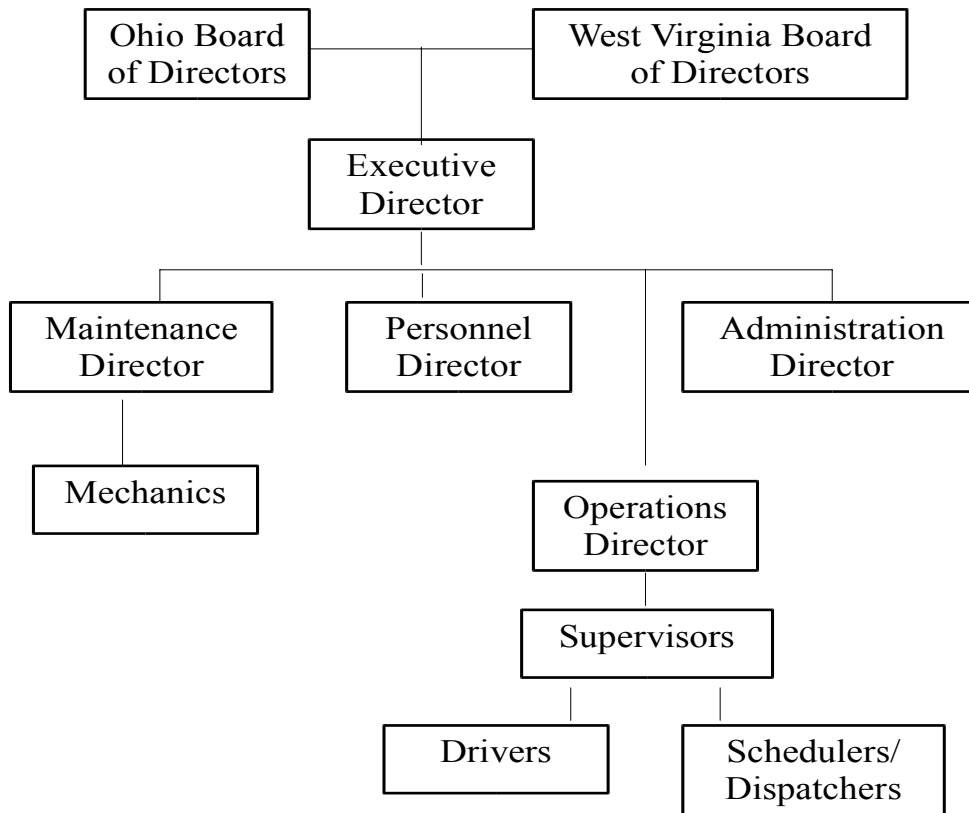 Ohio Board
of Directors
West Virginia Board
of Directors
Executive
Director
Maintenance
Director
Personnel
Director
Administration
Director
Mechanics
Operations
Director
Supervisors
Drivers
Schedulers/
Dispatchers